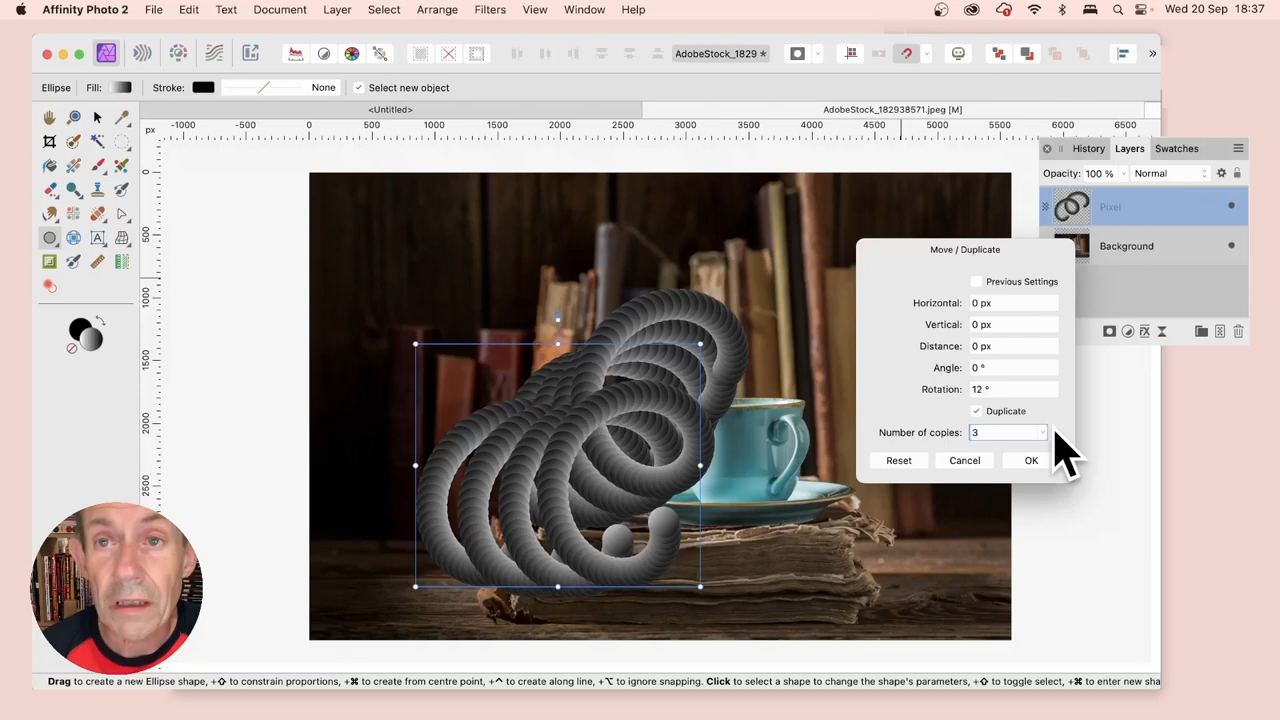 Affinity Photo 2 File Edit Text Document Layer Select Arrange Filters View Window Help Wed 20 Sep 18:37
AdobeStock_1829 *
Ellipse Fill: Stroke: None Select new object
<Untitled> AdobeStock_182938571.jpeg [M]
px -1000 -500 0 500 1000 1500 2000 2500 3000 3500 4000 4500 5000 5500 6000 6500
0
500
1000
1500
2000
2500
History Layers Swatches
Opacity: 100 % Normal
Pixel
Background
Move / Duplicate
Previous Settings
Horizontal: 0 px
Vertical: 0 px
Distance: 0 px
Angle: 0 °
Rotation: 12 °
Duplicate
Number of copies: 3
Reset Cancel OK
Drag to create a new Ellipse shape, +⇧ to constrain proportions, +⌘ to create from centre point, +^ to create along line, +⌥ to ignore snapping. Click to select a shape to change the shape's parameters, +⇧ to toggle select, +⌘ to enter new sha